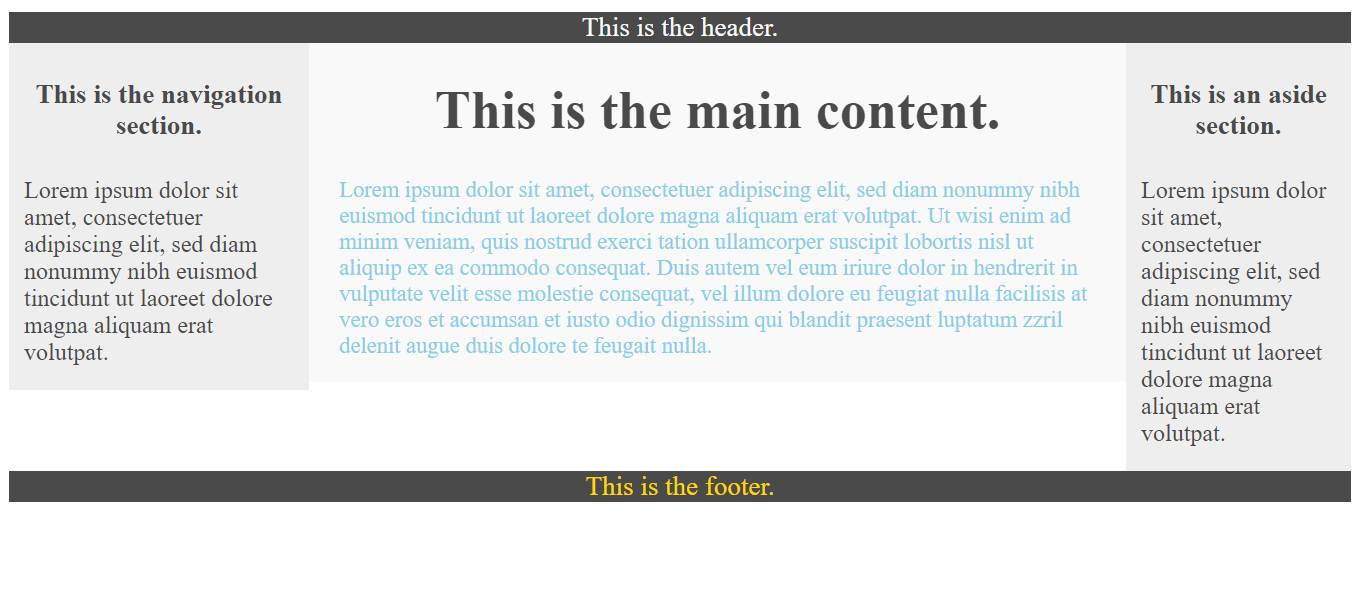 This is the header.
This is the navigation
section.
Lorem ipsum dolor sit
amet, consectetuer
adipiscing elit, sed diam
nonummy nibh euismod
tincidunt ut laoreet dolore
magna aliquam erat
volutpat.
This is the main content.
Lorem ipsum dolor sit amet, consectetuer adipiscing elit, sed diam nonummy nibh
euismod tincidunt ut laoreet dolore magna aliquam erat volutpat. Ut wisi enim ad
minim veniam, quis nostrud exerci tation ullamcorper suscipit lobortis nisl ut
aliquip ex ea commodo consequat. Duis autem vel eum iriure dolor in hendrerit in
vulputate velit esse molestie consequat, vel illum dolore eu feugiat nulla facilisis at
vero eros et accumsan et iusto odio dignissim qui blandit praesent luptatum zzril
delenit augue duis dolore te feugait nulla.
This is an aside
section.
Lorem ipsum dolor
sit amet,
consectetuer
adipiscing elit, sed
diam nonummy
nibh euismod
tincidunt ut laoreet
dolore magna
aliquam erat
volutpat.
This is the footer.